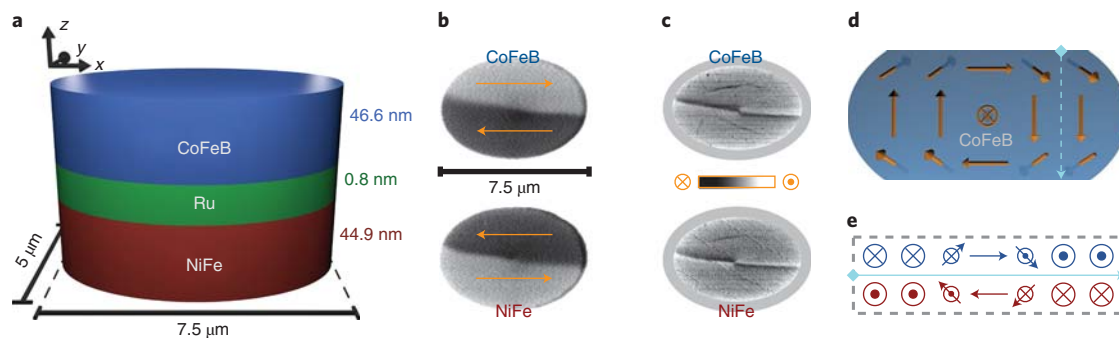 a
z
y
x
46.6 nm
CoFeB
0.8 nm
Ru
44.9 nm
NiFe
5 μm
7.5 μm
b
CoFeB
7.5 μm
NiFe
c
CoFeB
NiFe
d
CoFeB
e